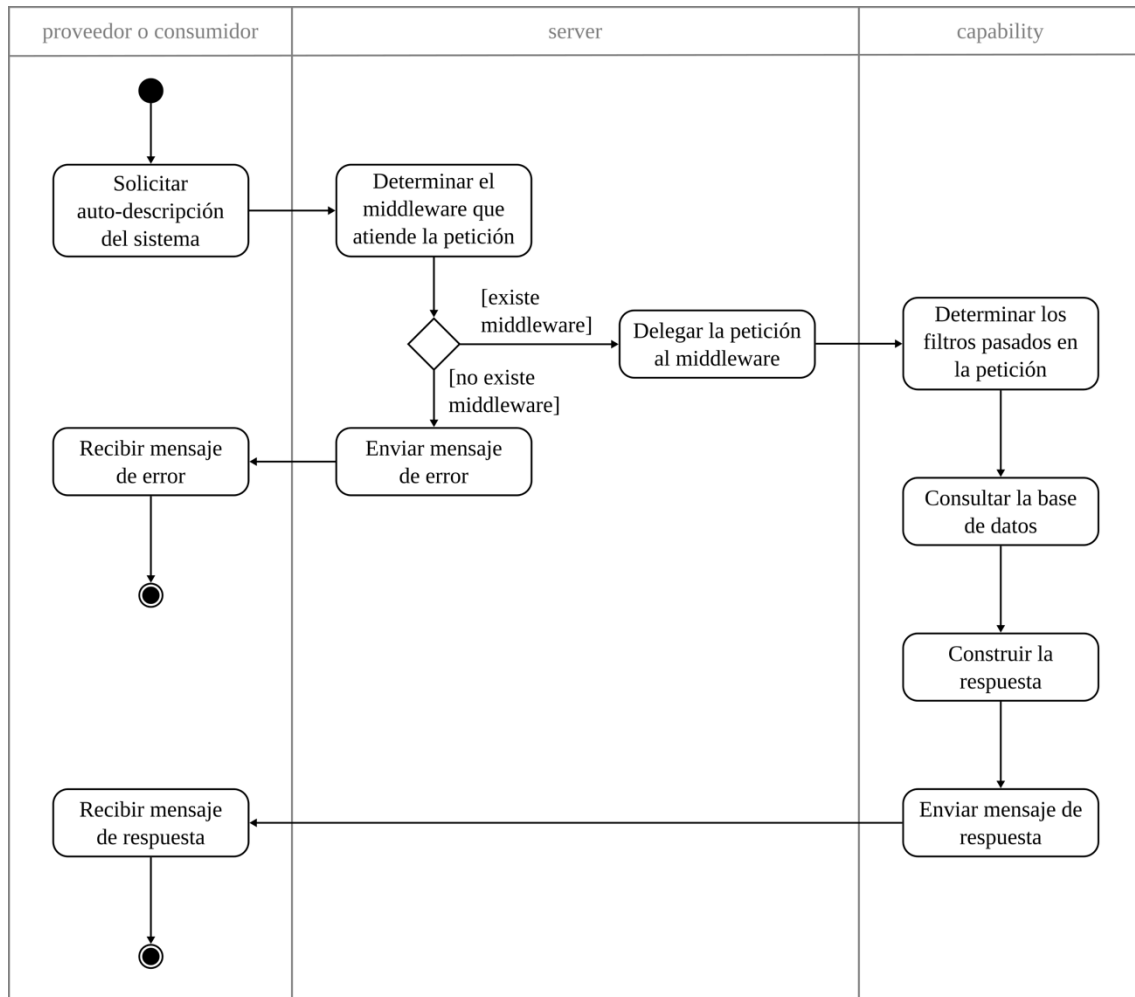 proveedor o consumidor
server
capability
Solicitar
auto-descripción
del sistema
Determinar el
middleware que
atiende la petición
[existe
middleware]
Delegar la petición
al middleware
Determinar los
filtros pasados en
la petición
[no existe
middleware]
Recibir mensaje
de error
Enviar mensaje
de error
Consultar la base
de datos
Construir la
respuesta
Recibir mensaje
de respuesta
Enviar mensaje de
respuesta